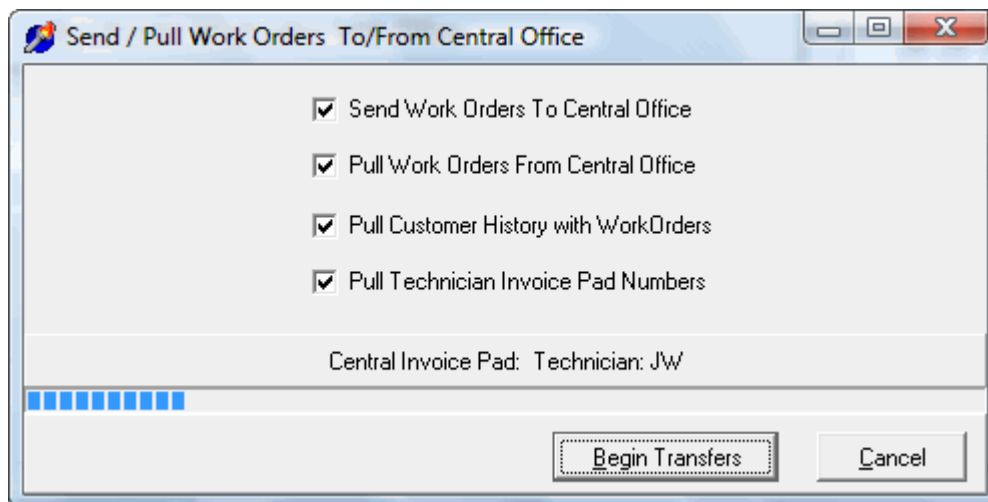 Send / Pull Work Orders To/From Central Office
Send Work Orders To Central Office
Pull Work Orders From Central Office
Pull Customer History with WorkOrders
Pull Technician Invoice Pad Numbers
Central Invoice Pad: Technician: JW
Begin Transfers
Cancel